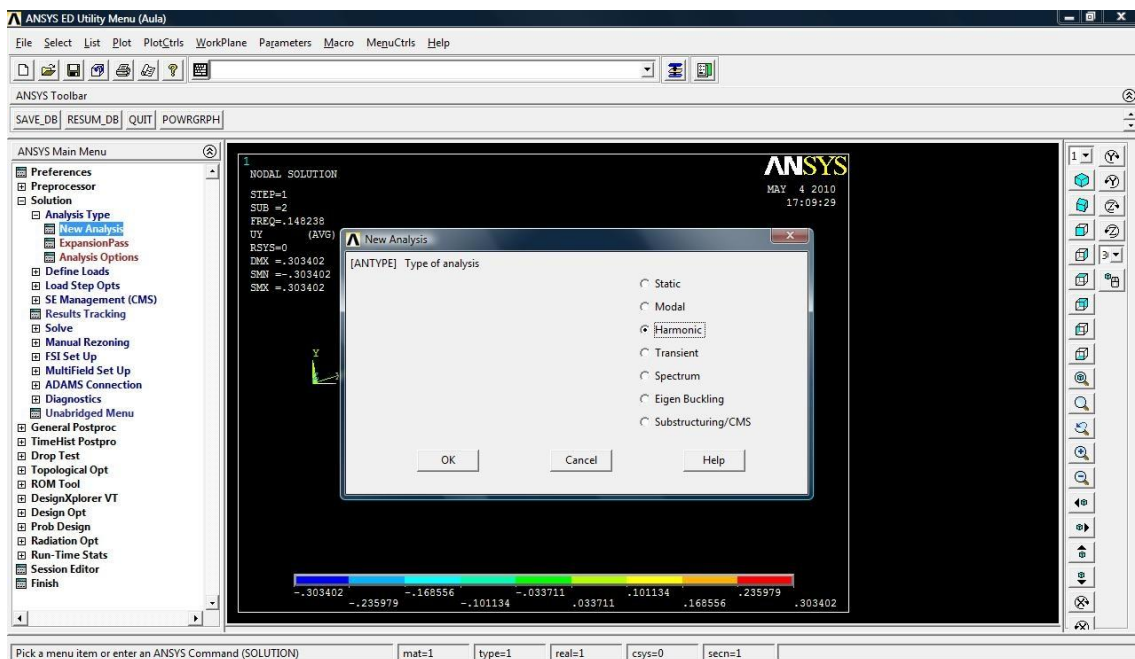 ANSYS ED Utility Menu (Aula)
File Select List Plot PlotCtrls WorkPlane Parameters Macro MenuCtrls Help
ANSYS Toolbar
SAVE_DB RESUM_DB QUIT POWRGRPH
ANSYS Main Menu
Preferences
Preprocessor
Solution
Analysis Type
New Analysis
ExpansionPass
Analysis Options
Define Loads
Load Step Opts
SE Management (CMS)
Results Tracking
Solve
Manual Rezoning
FSI Set Up
MultiField Set Up
ADAMS Connection
Diagnostics
Unabridged Menu
General Postproc
TimeHist Postpro
Drop Test
Topological Opt
ROM Tool
DesignXplorer VT
Design Opt
Prob Design
Radiation Opt
Run-Time Stats
Session Editor
Finish
1
NODAL SOLUTION
STEP=1
SUB =2
FREQ=.148238
UY (AVG)
RSYS=0
DMX =.303402
SMN =-.303402
SMX =.303402
ANSYS
MAY 4 2010
17:09:29
Y
New Analysis
[ANTYPE] Type of analysis
Static
Modal
Harmonic
Transient
Spectrum
Eigen Buckling
Substructuring/CMS
OK Cancel Help
-.303402 -.168556 -.033711 .101134 .235979
-.235979 -.101134 .033711 .168556 .303402
1
3
Pick a menu item or enter an ANSYS Command (SOLUTION) mat=1 type=1 real=1 csys=0 secn=1